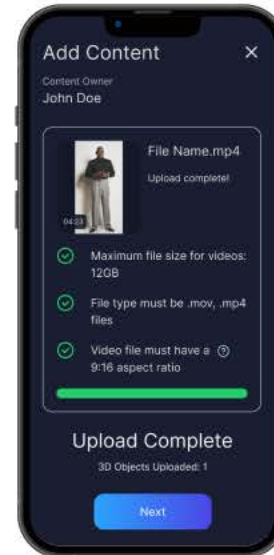 Add Content
Content Owner
John Doe
File Name.mp4
Upload complete!
04:23
Maximum file size for videos:
12GB
File type must be .mov, .mp4
files
Video file must have a ?
9:16 aspect ratio
Upload Complete
3D Objects Uploaded: 1
Next